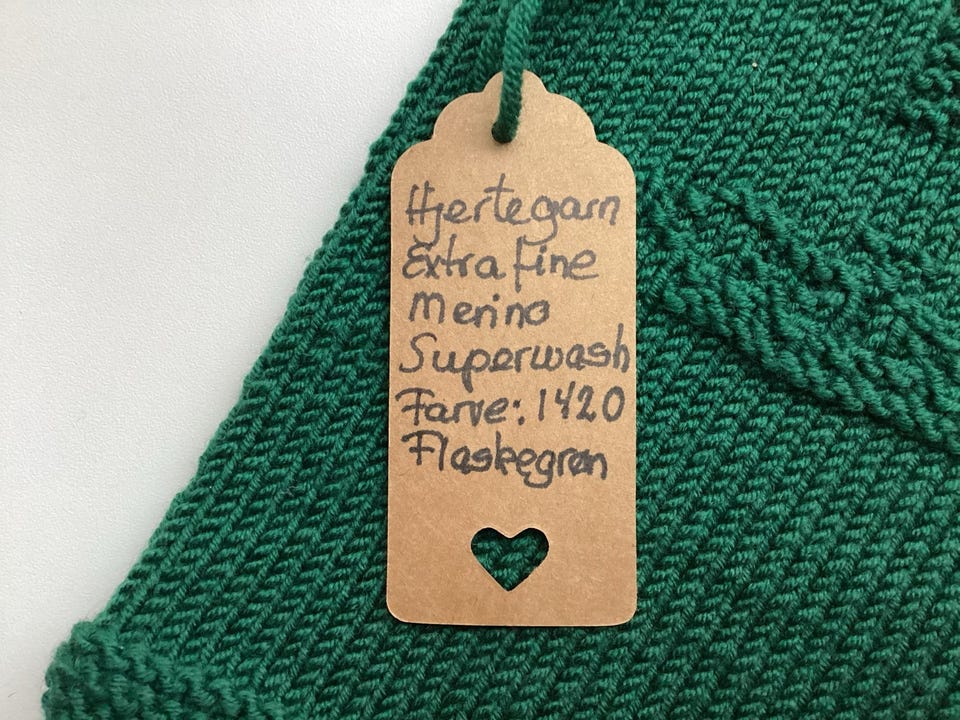 Hjertegarn
Extra fine
Merino
Superwash
Farve: 1420
Flaskegrøn